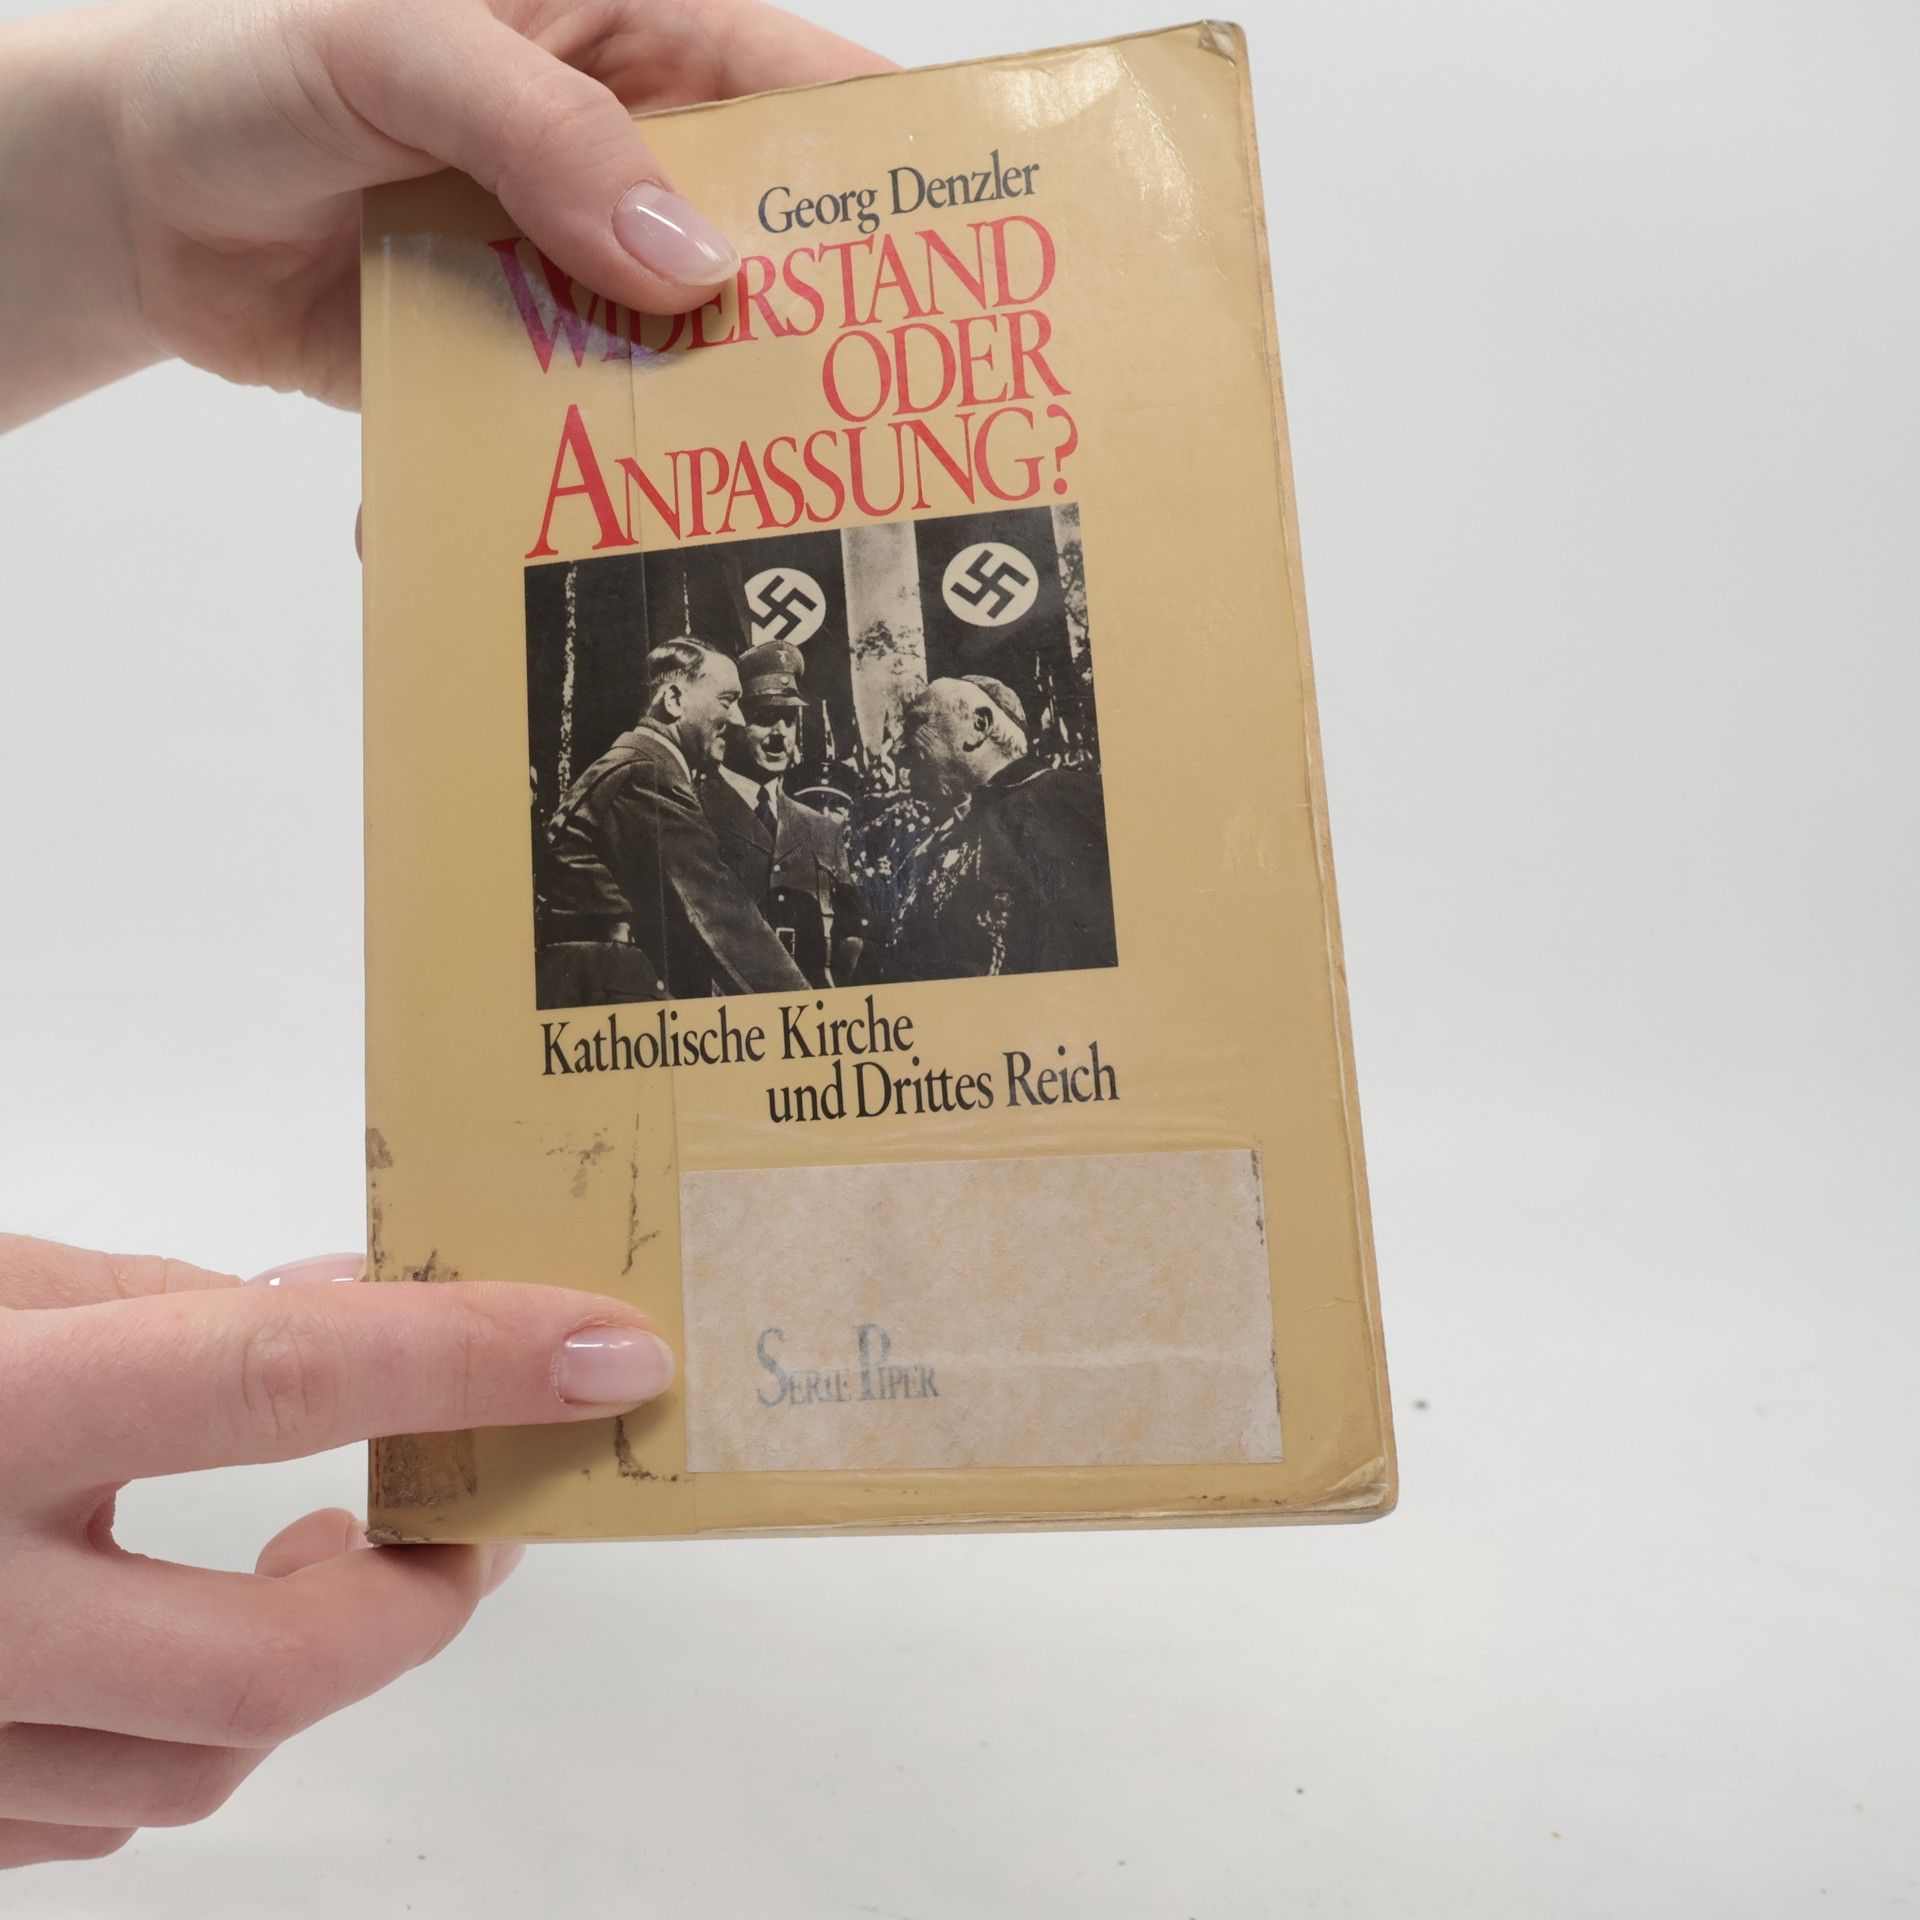 Georg Denzler
WIDERSTAND
ODER
ANPASSUNG?
Katholische Kirche
und Drittes Reich
SERIE PIPER